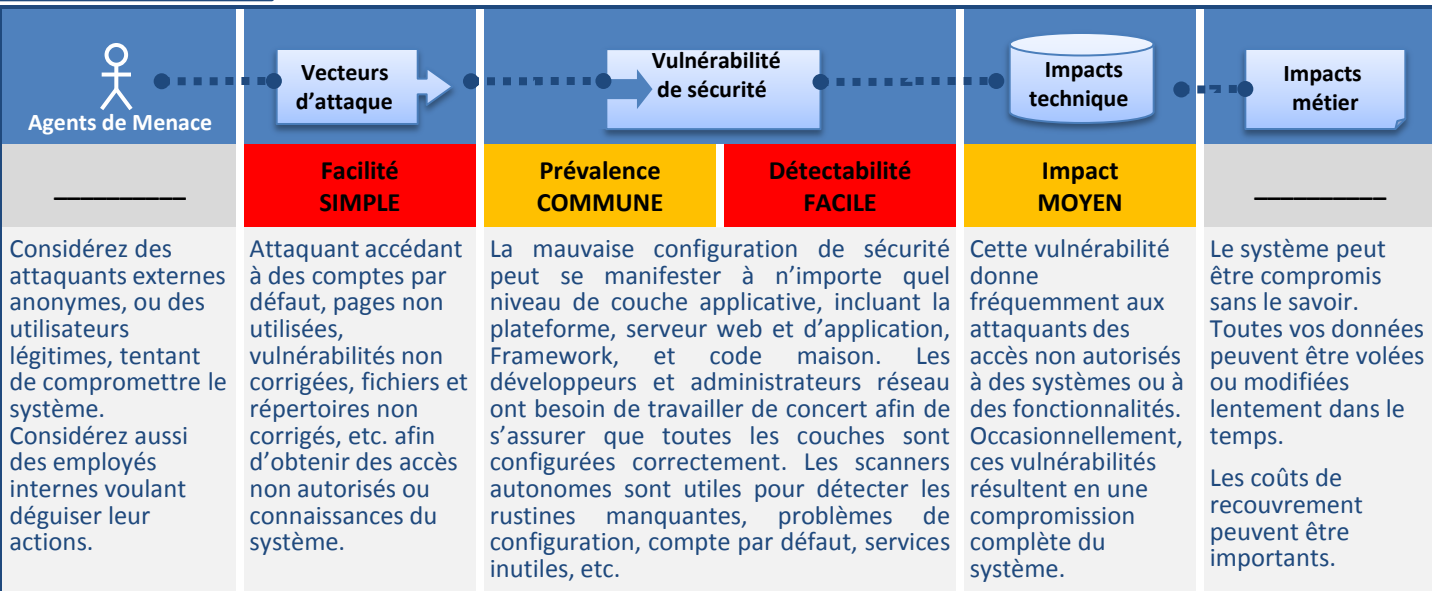 Agents de Menace
Vecteurs
d’attaque
Vulnérabilité
de sécurité
Impacts
technique
Impacts
métier
__________
Facilité
SIMPLE
Prévalence
COMMUNE
Détectabilité
FACILE
Impact
MOYEN
__________
Considérez des
attaquants externes
anonymes, ou des
utilisateurs
légitimes, tentant
de compromettre le
système.
Considérez aussi
des employés
internes voulant
déguiser leur
actions.
Attaquant accédant
à des comptes par
défaut, pages non
utilisées,
vulnérabilités non
corrigées, fichiers et
répertoires non
corrigés, etc. afin
d’obtenir des accès
non autorisés ou
connaissances du
système.
La mauvaise configuration de sécurité
peut se manifester à n’importe quel
niveau de couche applicative, incluant la
plateforme, serveur web et d’application,
Framework, et code maison. Les
développeurs et administrateurs réseau
ont besoin de travailler de concert afin de
s’assurer que toutes les couches sont
configurées correctement. Les scanners
autonomes sont utiles pour détecter les
rustines manquantes, problèmes de
configuration, compte par défaut, services
inutiles, etc.
Cette vulnérabilité
donne
fréquemment aux
attaquants des
accès non autorisés
à des systèmes ou à
des fonctionnalités.
Occasionnellement,
ces vulnérabilités
résultent en une
compromission
complète du
système.
Le système peut
être compromis
sans le savoir.
Toutes vos données
peuvent être volées
ou modifiées
lentement dans le
temps.
Les coûts de
recouvrement
peuvent être
importants.